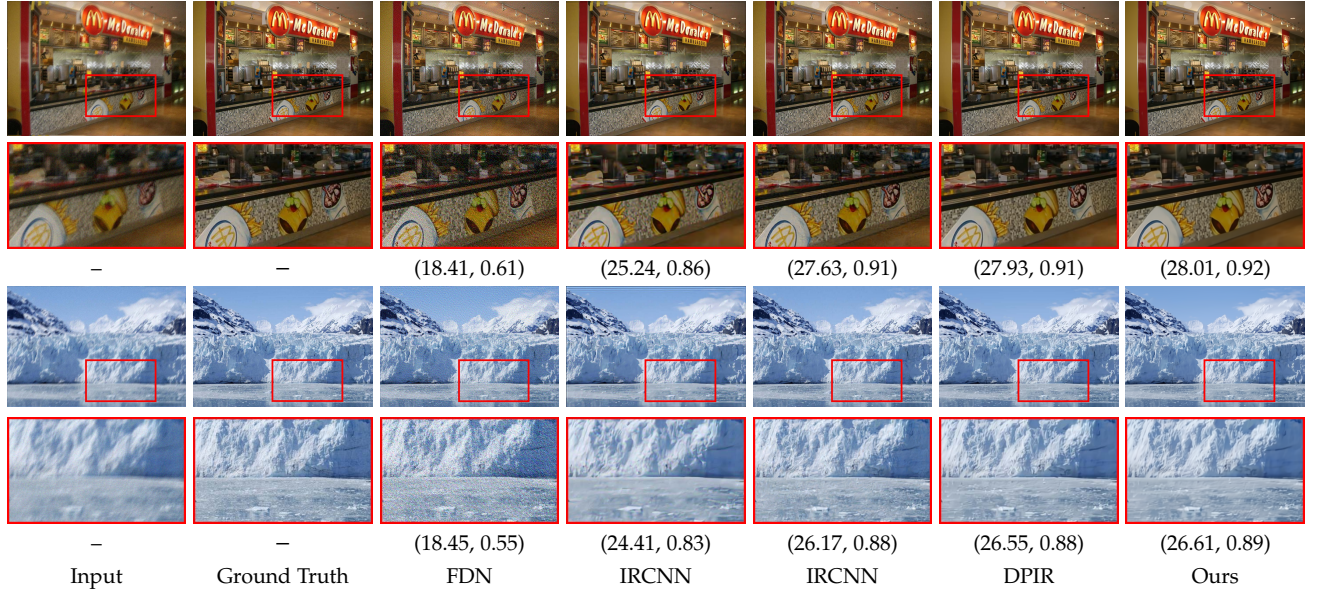 McDonald's McDonald's McDonald's McDonald's McDonald's McDonald's McDonald's
– – (18.41, 0.61) (25.24, 0.86) (27.63, 0.91) (27.93, 0.91) (28.01, 0.92)
– – (18.45, 0.55) (24.41, 0.83) (26.17, 0.88) (26.55, 0.88) (26.61, 0.89)
Input Ground Truth FDN IRCNN IRCNN DPIR Ours